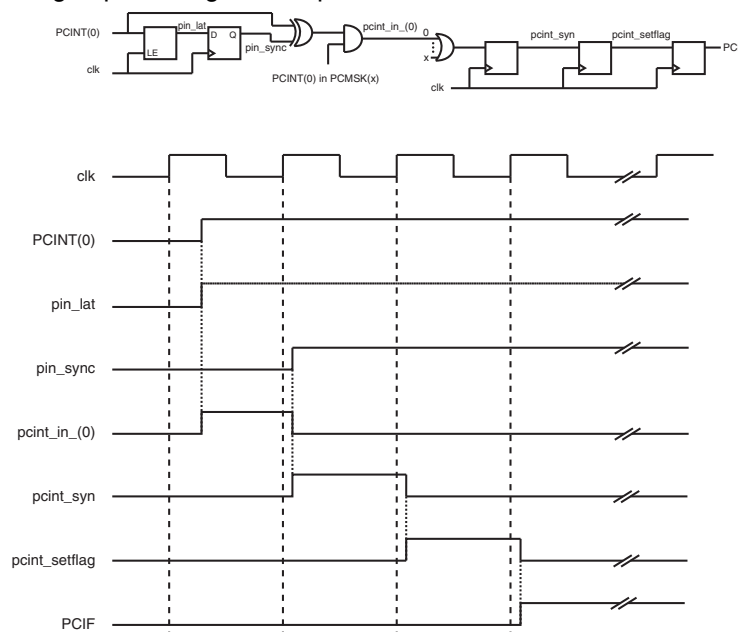 PCINT(0)
clk
LE
pin_lat
D Q
pin_sync
PCINT(0) in PCMSK(x)
pcint_in_(0)
0
x
clk
pcint_syn
pcint_setflag
PC
clk
PCINT(0)
pin_lat
pin_sync
pcint_in_(0)
pcint_syn
pcint_setflag
PCIF